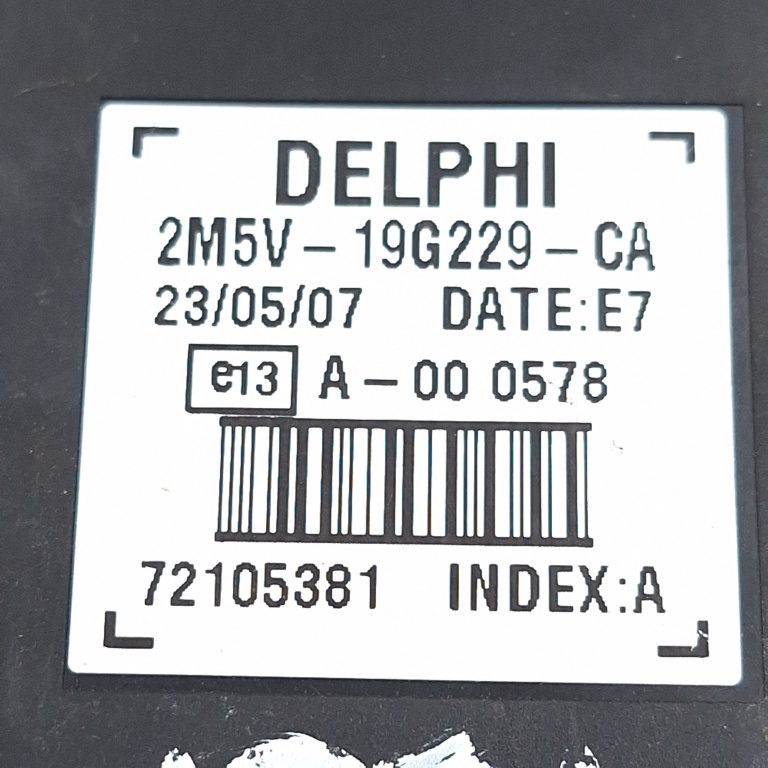 DELPHI
2M5V - 19G229 - CA
23/05/07 DATE:E7
e13 A - 00 0578
72105381 INDEX:A